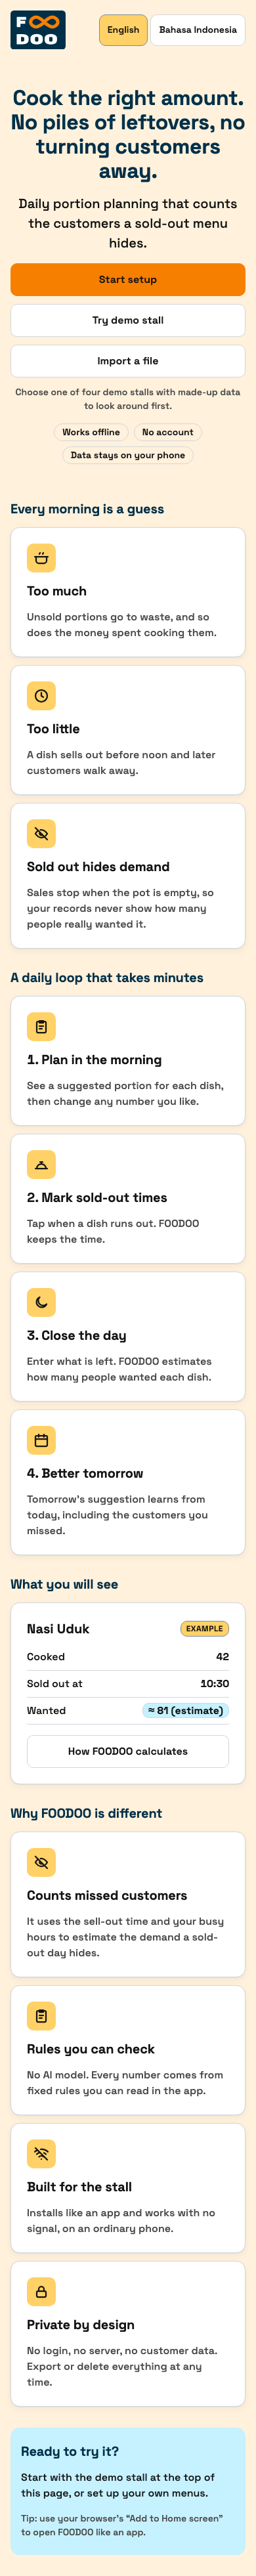 FOODOO
English
Bahasa Indonesia
Cook the right amount.
No piles of leftovers, no
turning customers
away.
Daily portion planning that counts
the customers a sold-out menu
hides.
Start setup
Try demo stall
Import a file
Choose one of four demo stalls with made-up data
to look around first.
Works offline
No account
Data stays on your phone
Every morning is a guess
Too much
Unsold portions go to waste, and so
does the money spent cooking them.
Too little
A dish sells out before noon and later
customers walk away.
Sold out hides demand
Sales stop when the pot is empty, so
your records never show how many
people really wanted it.
A daily loop that takes minutes
1. Plan in the morning
See a suggested portion for each dish,
then change any number you like.
2. Mark sold-out times
Tap when a dish runs out. FOODOO
keeps the time.
3. Close the day
Enter what is left. FOODOO estimates
how many people wanted each dish.
4. Better tomorrow
Tomorrow's suggestion learns from
today, including the customers you
missed.
What you will see
Nasi Uduk
EXAMPLE
Cooked 42
Sold out at 10:30
Wanted ≈ 81 (estimate)
How FOODOO calculates
Why FOODOO is different
Counts missed customers
It uses the sell-out time and your busy
hours to estimate the demand a sold-
out day hides.
Rules you can check
No AI model. Every number comes from
fixed rules you can read in the app.
Built for the stall
Installs like an app and works with no
signal, on an ordinary phone.
Private by design
No login, no server, no customer data.
Export or delete everything at any
time.
Ready to try it?
Start with the demo stall at the top of
this page, or set up your own menus.
Tip: use your browser's "Add to Home screen"
to open FOODOO like an app.